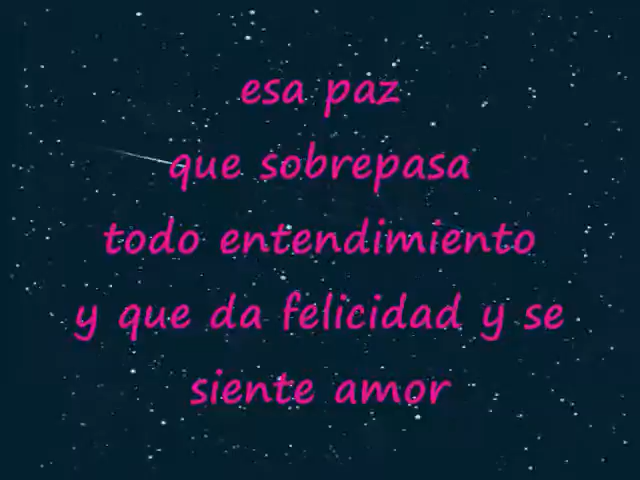 esa paz
que sobrepasa
todo entendimiento
y que da felicidad y se
siente amor